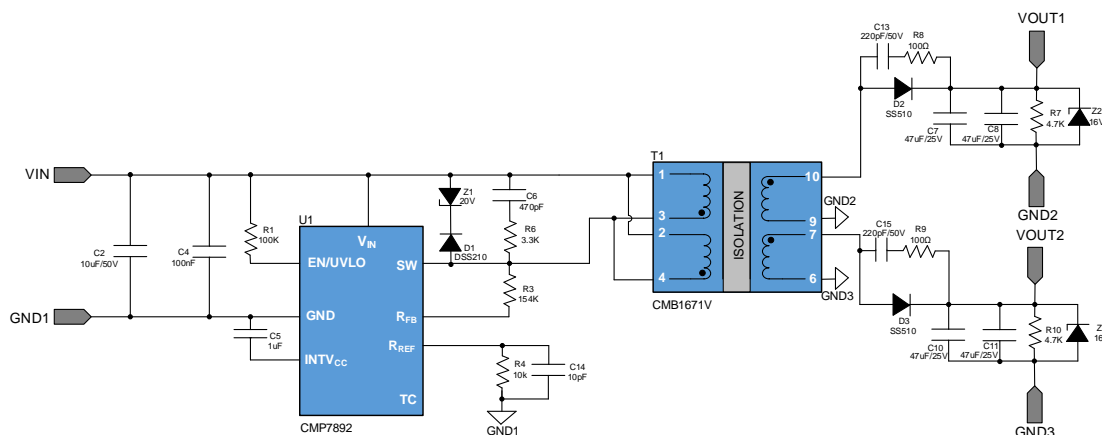 VOUT1
C13
220pF/50V
R8
100Ω
D2
SS510
C7
47uF/25V
C8
47uF/25V
R7
4.7K
Z2
16V
GND2
VIN
T1
1
3
2
4
ISOLATION
10
9
7
6
GND2
GND3
CMB1671V
C2
10uF/50V
C4
100nF
R1
100K
U1
VIN
EN/UVLO
SW
GND
RFB
INTVCC
RREF
TC
CMP7892
Z1
20V
D1
DSS210
C6
470pF
R6
3.3K
R3
154K
GND1
C5
1uF
R4
10k
C14
10pF
GND1
VOUT2
C15
220pF/50V
R9
100Ω
D3
SS510
C10
47uF/25V
C11
47uF/25V
R10
4.7K
GND3